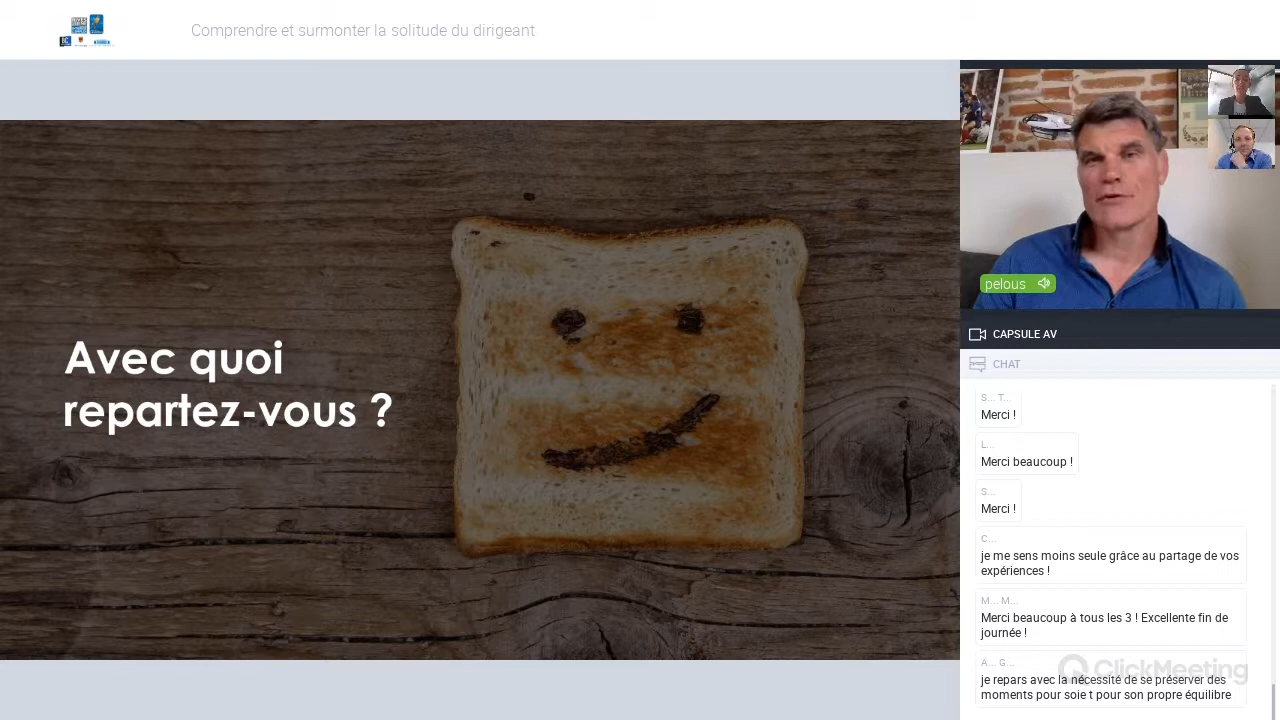 Comprendre et surmonter la solitude du dirigeant
Avec quoi
repartez-vous ?
pelous
CAPSULE AV
CHAT
S... T...
Merci !
L...
Merci beaucoup !
S...
Merci !
C...
je me sens moins seule grâce au partage de vos
expériences !
M... M...
Merci beaucoup à tous les 3 ! Excellente fin de
journée !
A... G...
je repars avec la nécessité de se préserver des
moments pour soie t pour son propre équilibre
ClickMeeting